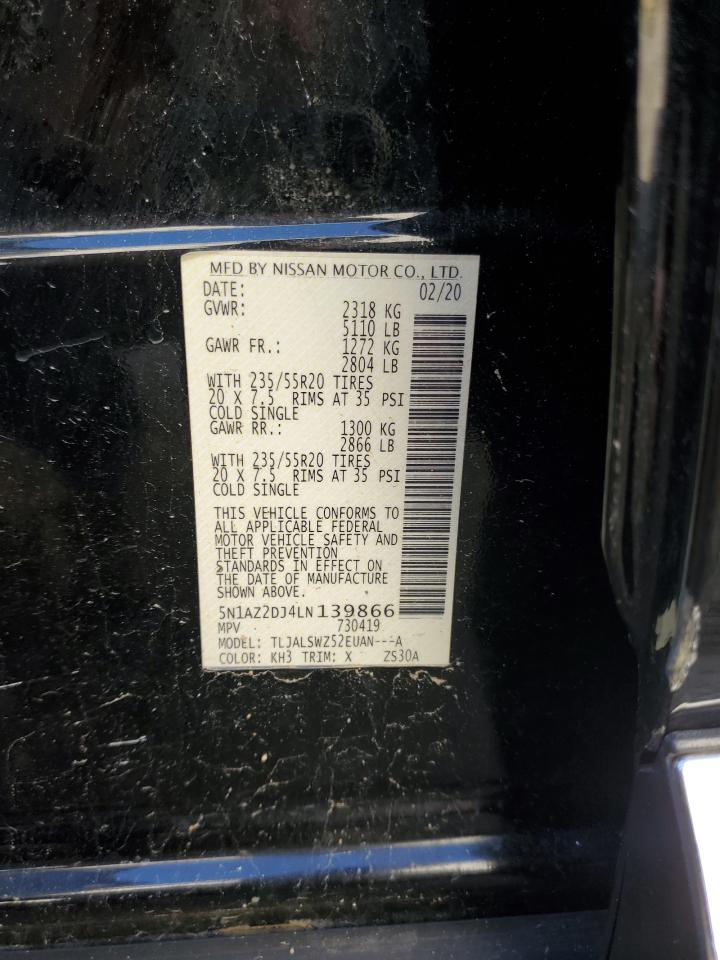 MFD BY NISSAN MOTOR CO., LTD.
DATE: 02/20
GVWR: 2318 KG
5110 LB
GAWR FR.: 1272 KG
2804 LB
WITH 235/55R20 TIRES
20 X 7.5 RIMS AT 35 PSI
COLD SINGLE
GAWR RR.: 1300 KG
2866 LB
WITH 235/55R20 TIRES
20 X 7.5 RIMS AT 35 PSI
COLD SINGLE
THIS VEHICLE CONFORMS TO
ALL APPLICABLE FEDERAL
MOTOR VEHICLE SAFETY AND
THEFT PREVENTION
STANDARDS IN EFFECT ON
THE DATE OF MANUFACTURE
SHOWN ABOVE.
5N1AZ2DJ4LN139866
MPV 730419
MODEL: TLJALSWZ52EUAN---A
COLOR: KH3 TRIM: X ZS30A